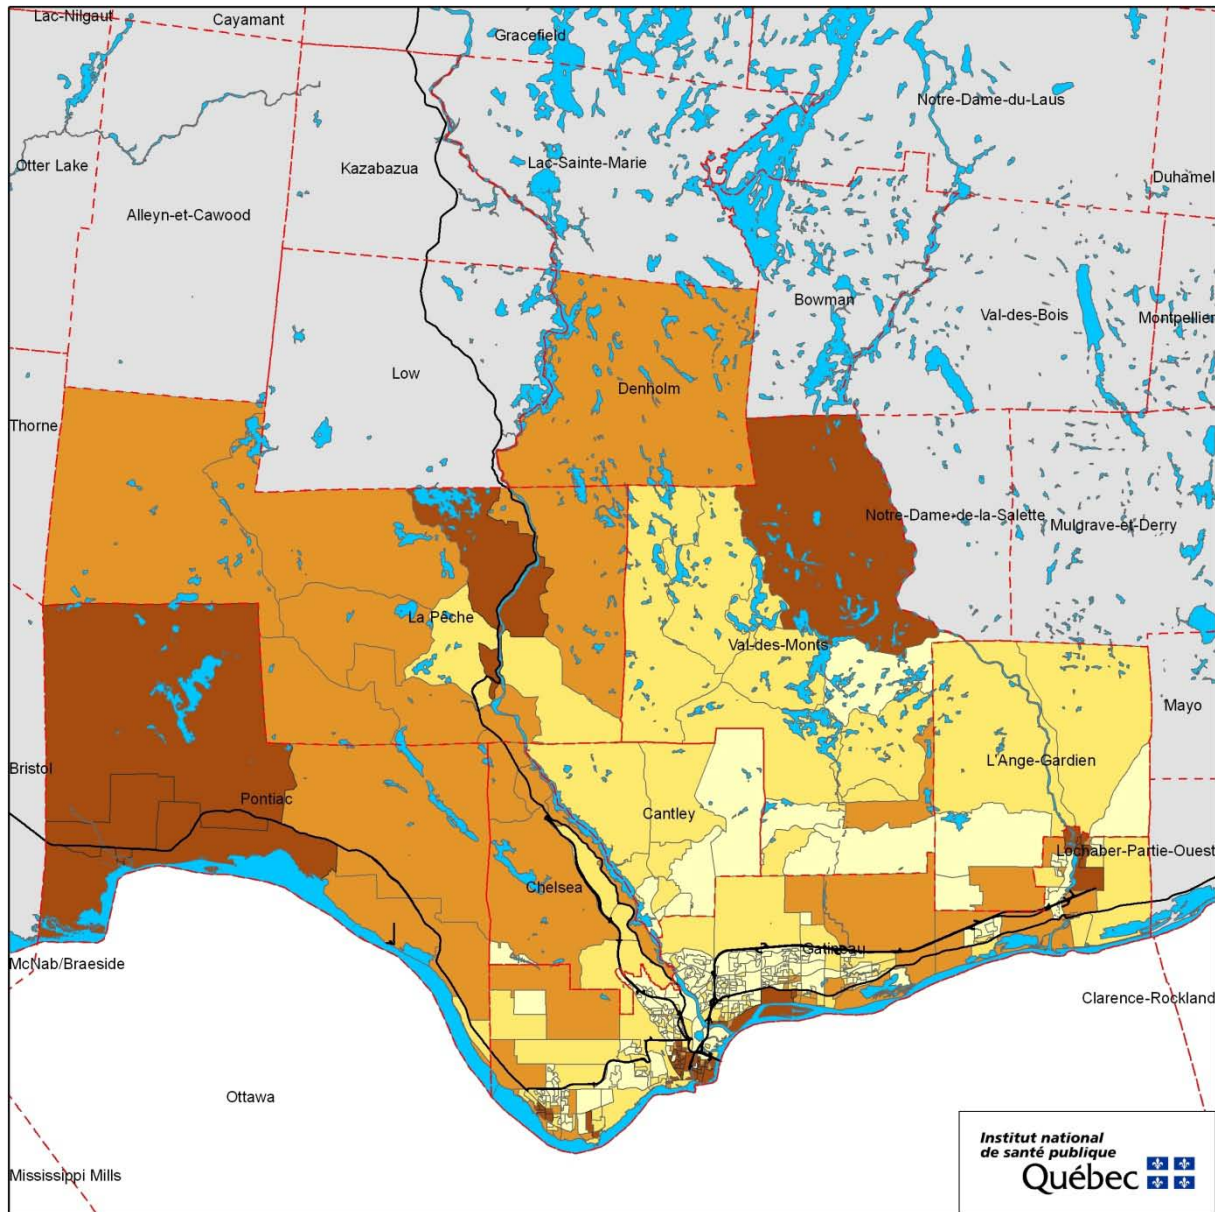 Lac-Nilgaut
Cayamant
Gracefield
Notre-Dame-du-Laus
Otter Lake
Kazabazua
Lac-Sainte-Marie
Duhamel
Alleyn-et-Cawood
Bowman
Val-des-Bois
Montpellier
Low
Denholm
Thorne
Notre-Dame-de-la-Salette
Mulgrave-et-Derry
La Pêche
Val-des-Monts
Mayo
Bristol
L'Ange-Gardien
Pontiac
Cantley
Lochaber-Partie-Ouest
Chelsea
Gatineau
McNab/Braeside
Clarence-Rockland
Ottawa
Mississippi Mills
Institut national
de santé publique
Québec